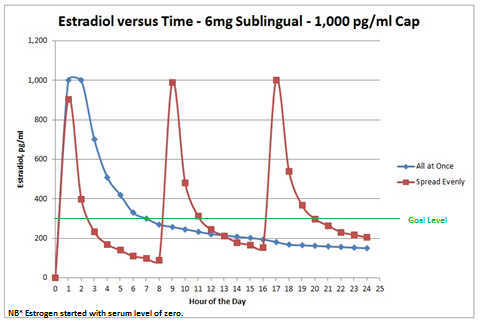 Estradiol versus Time - 6mg Sublingual - 1,000 pg/ml Cap
1,200
1,000
800
600
400
200
0
Estradiol, pg/ml
All at Once
Spread Evenly
Goal Level
0 1 2 3 4 5 6 7 8 9 10 11 12 13 14 15 16 17 18 19 20 21 22 23 24
Hour of the Day
NB* Estrogen started with serum level of zero.